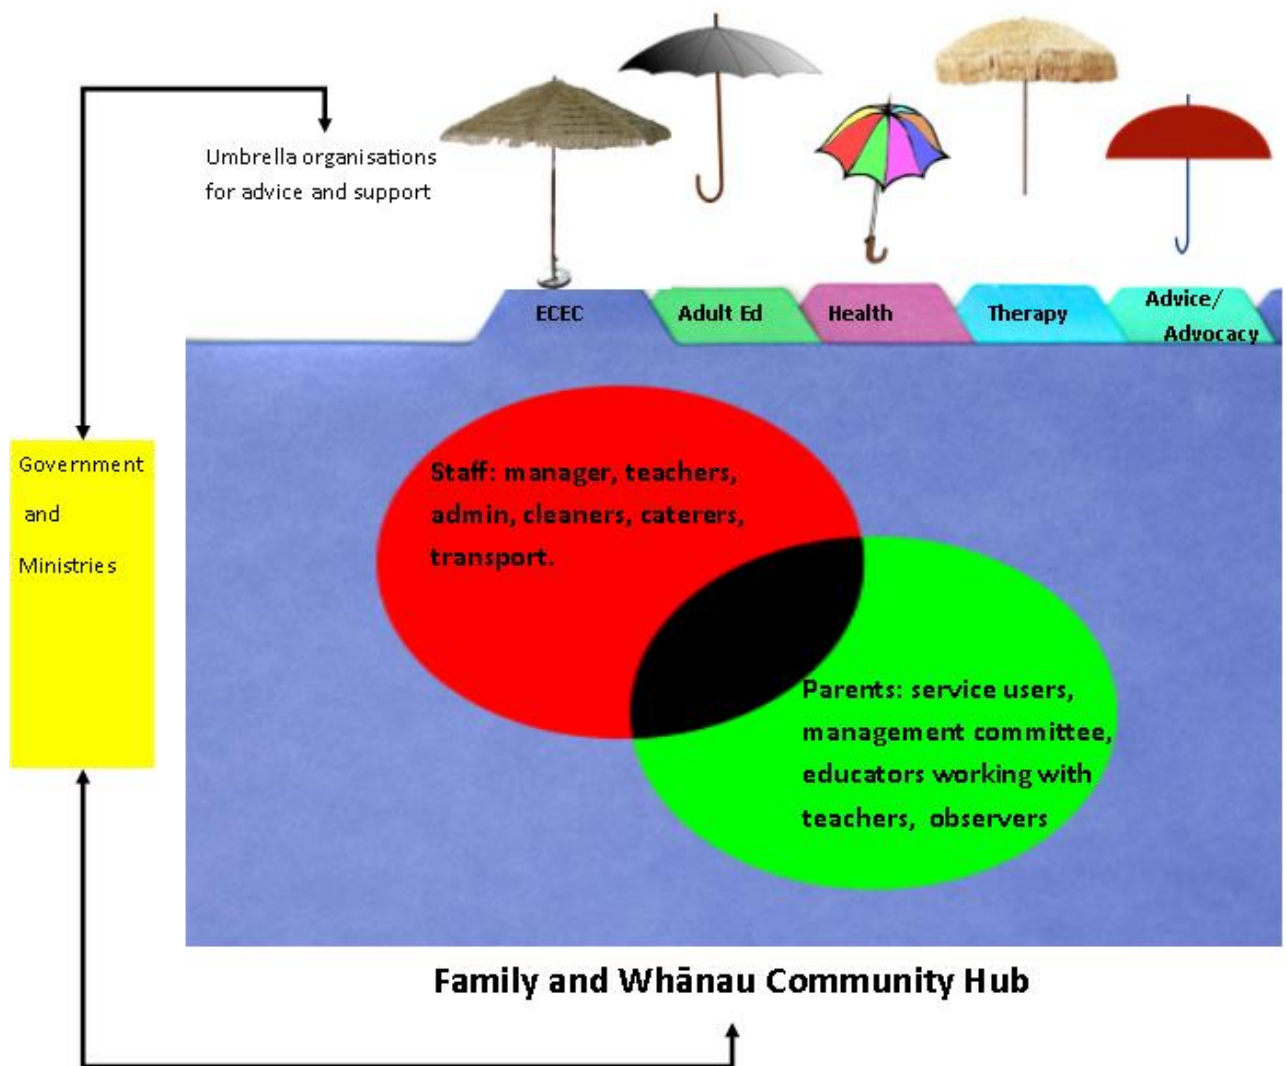 Umbrella organisations
for advice and support
ECEC
Adult Ed
Health
Therapy
Advice/
Advocacy
Government
and
Ministries
Staff: manager, teachers,
admin, cleaners, caterers,
transport.
Parents: service users,
management committee,
educators working with
teachers, observers
Family and Whānau Community Hub